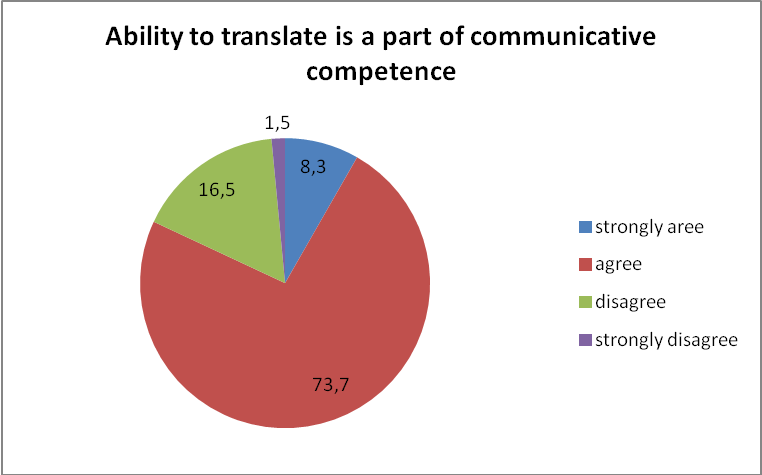 Ability to translate is a part of communicative
competence
1,5
8,3
16,5
73,7
strongly aree
agree
disagree
strongly disagree